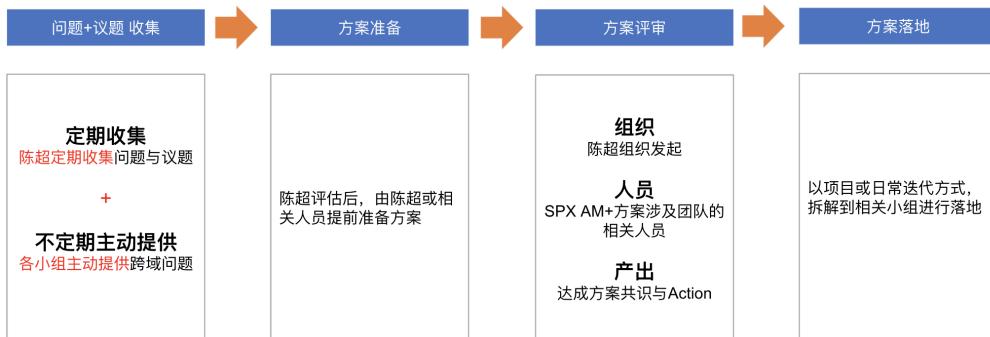 问题+议题 收集
方案准备
方案评审
方案落地
定期收集
陈超定期收集问题与议题
+
不定期主动提供
各小组主动提供跨域问题
陈超评估后，由陈超或相
关人员提前准备方案
组织
陈超组织发起
人员
SPX AM+方案涉及团队的
相关人员
产出
达成方案共识与Action
以项目或日常迭代方式，
拆解到相关小组进行落地